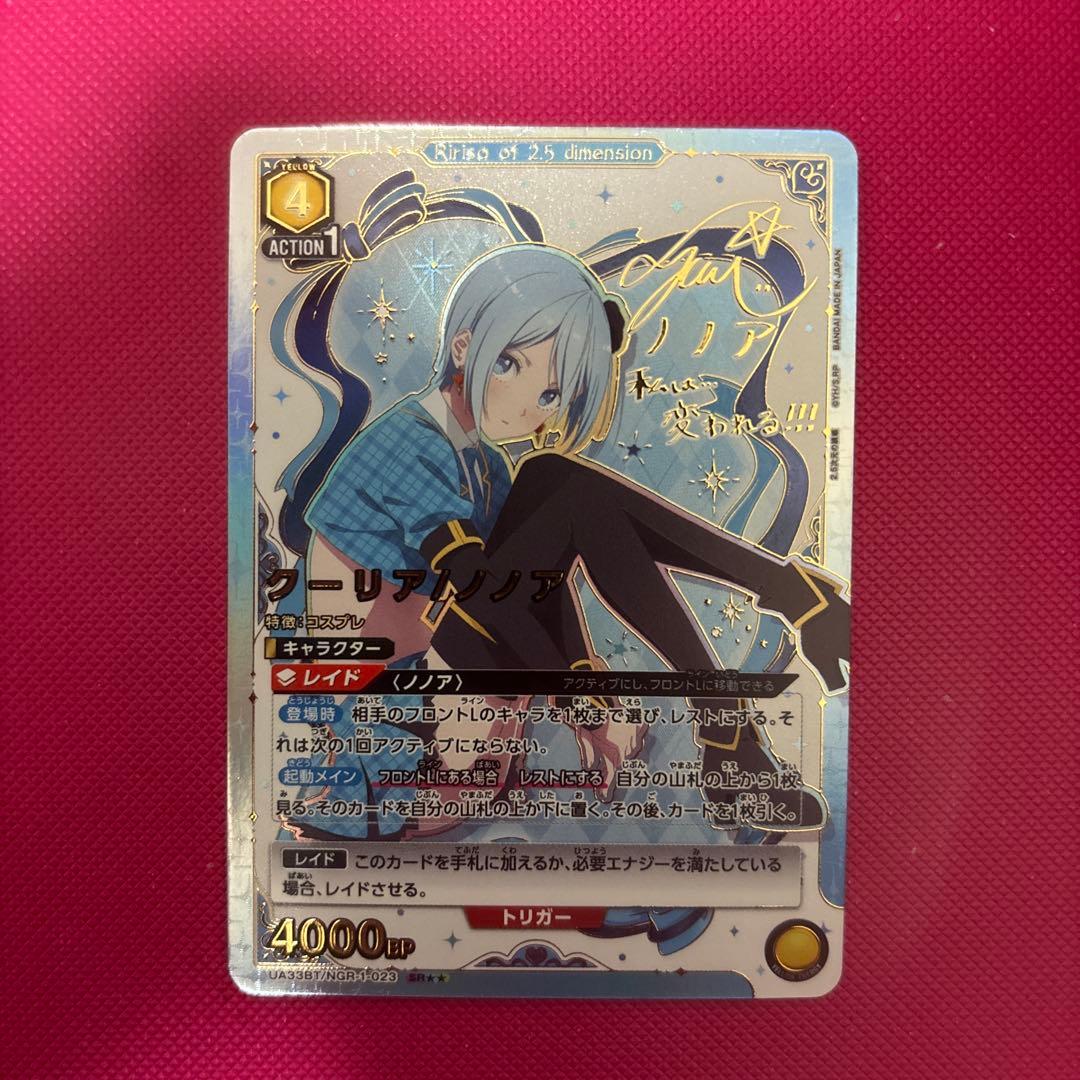 Ririsa of 2.5 dimension
YELLOW
4
ACTION 1
ノノア
私は…
変われる!!!
2.5次元の誘惑 ©YH/S,RP BANDAI MADE IN JAPAN
クーリア/ノノア
特徴:コスプレ
キャラクター
レイド 〈ノノア〉 アクティブにし、フロントLに移動できる
登場時 相手のフロントLのキャラを1枚まで選び、レストにする。そ
れは次の1回アクティブにならない。
起動メイン フロントLにある場合 レストにする 自分の山札の上から1枚
見る。そのカードを自分の山札の上か下に置く。その後、カードを1枚引く。
レイド このカードを手札に加えるか、必要エナジーを満たしている
場合、レイドさせる。
トリガー
4000BP
UA33BT/NGR-1-023 SR★★